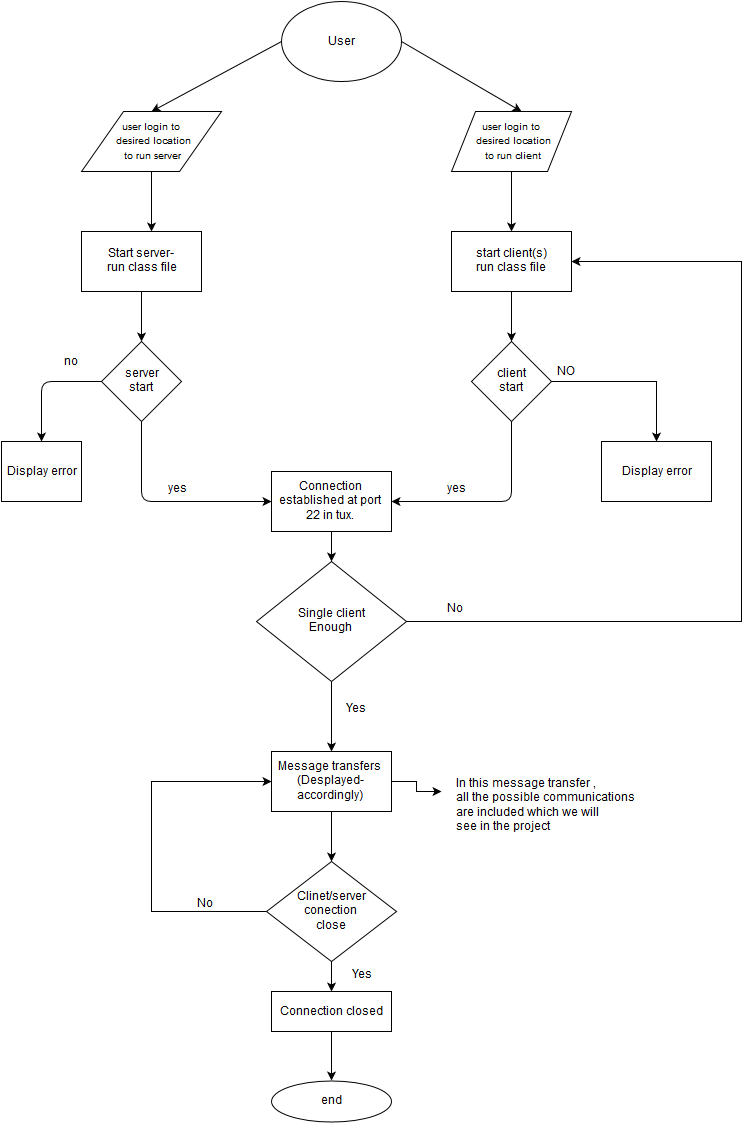 User
user login to
desired location
to run server
user login to
desired location
to run client
Start server-
run class file
start client(s)
run class file
no
server
start
client
start
NO
Display error
yes
Connection
established at port
22 in tux.
yes
Display error
Single client
Enough
No
Yes
Message transfers
(Desplayed-
accordingly)
In this message transfer ,
all the possible communications
are included which we will
see in the project
Clinet/server
conection
close
No
Yes
Connection closed
end